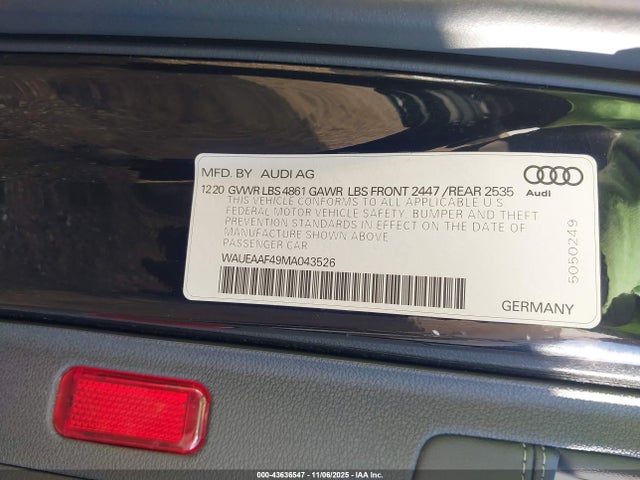 MFD. BY AUDI AG
1220 GVWR LBS 4861 GAWR LBS FRONT 2447 /REAR 2535
THIS VEHICLE CONFORMS TO ALL APPLICABLE U S
FEDERAL MOTOR VEHICLE SAFETY, BUMPER AND THEFT
PREVENTION STANDARDS IN EFFECT ON THE DATE OF
MANUFACTURE SHOWN ABOVE
PASSENGER CAR
WAUEAAF49MA043526
Audi
5050249
GERMANY
000-43636547 - 11/06/2025 - IAAI.COM